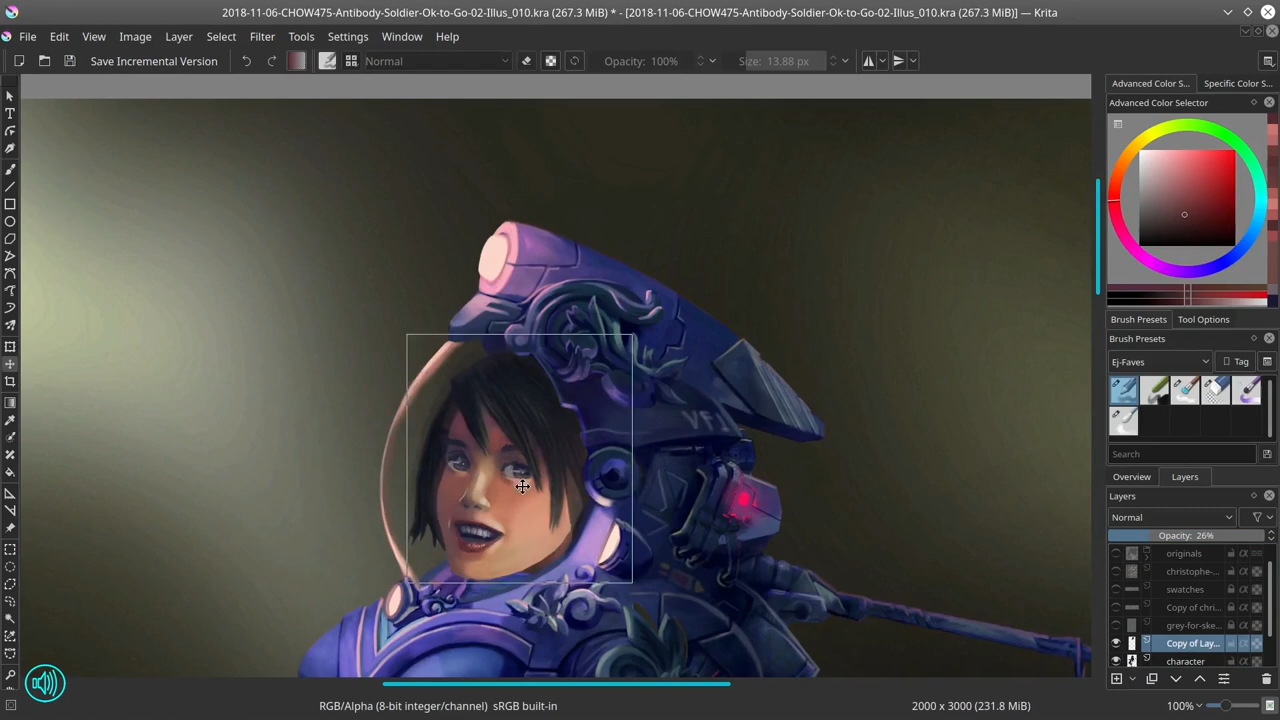 2018-11-06-CHOW475-Antibody-Soldier-Ok-to-Go-02-Illus_010.kra (267.3 MiB) * - [2018-11-06-CHOW475-Antibody-Soldier-Ok-to-Go-02-Illus_010.kra (267.3 MiB)] — Krita
File Edit View Image Layer Select Filter Tools Settings Window Help
Save Incremental Version Normal Opacity: 100% Size: 13.88 px
Advanced Color S... Specific Color S...
Advanced Color Selector
Brush Presets Tool Options
Brush Presets
Ej-Faves Tag
Search
Overview Layers
Layers
Normal
Opacity: 26%
originals
christophe-...
swatches
Copy of chri...
grey-for-ske...
Copy of Lay...
character
VF1
RGB/Alpha (8-bit integer/channel) sRGB built-in 2000 x 3000 (231.8 MiB) 100%